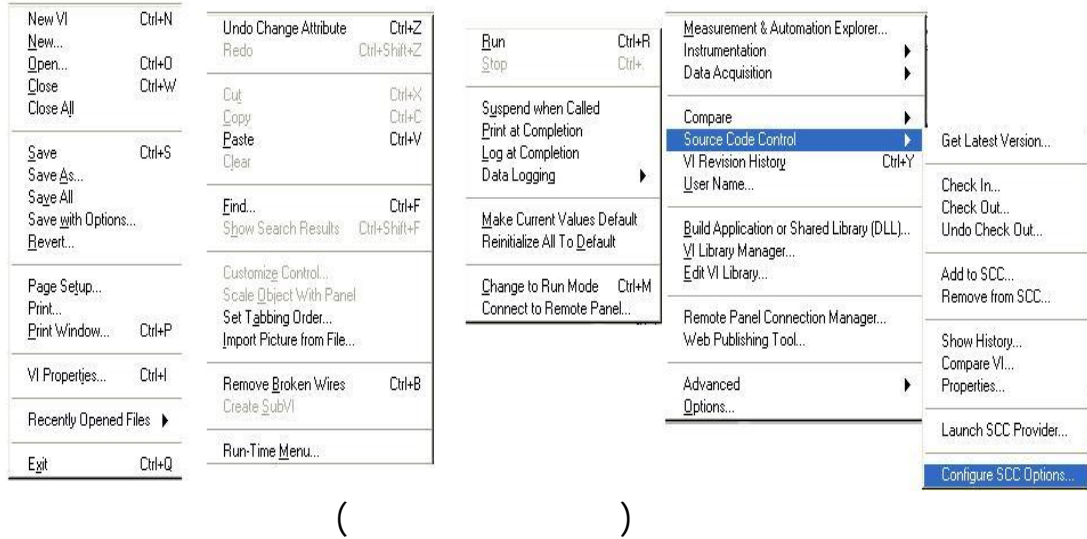 New VI Ctrl+N
New...
Open... Ctrl+O
Close Ctrl+W
Close All
Save Ctrl+S
Save As...
Save All
Save with Options...
Revert...
Page Setup...
Print...
Print Window... Ctrl+P
VI Properties... Ctrl+I
Recently Opened Files
Exit Ctrl+Q
Undo Change Attribute Ctrl+Z
Redo Ctrl+Shift+Z
Cut Ctrl+X
Copy Ctrl+C
Paste Ctrl+V
Clear
Find... Ctrl+F
Show Search Results Ctrl+Shift+F
Customize Control...
Scale Object With Panel
Set Tabbing Order...
Import Picture from File...
Remove Broken Wires Ctrl+B
Create SubVI
Run-Time Menu...
Run Ctrl+R
Stop Ctrl+.
Suspend when Called
Print at Completion
Log at Completion
Data Logging
Make Current Values Default
Reinitialize All To Default
Change to Run Mode Ctrl+M
Connect to Remote Panel...
Measurement & Automation Explorer...
Instrumentation
Data Acquisition
Compare
Source Code Control
VI Revision History Ctrl+Y
User Name...
Build Application or Shared Library (DLL)...
VI Library Manager...
Edit VI Library...
Remote Panel Connection Manager...
Web Publishing Tool...
Advanced
Options...
Get Latest Version...
Check In...
Check Out...
Undo Check Out...
Add to SCC...
Remove from SCC...
Show History...
Compare VI...
Properties...
Launch SCC Provider...
Configure SCC Options...
( )